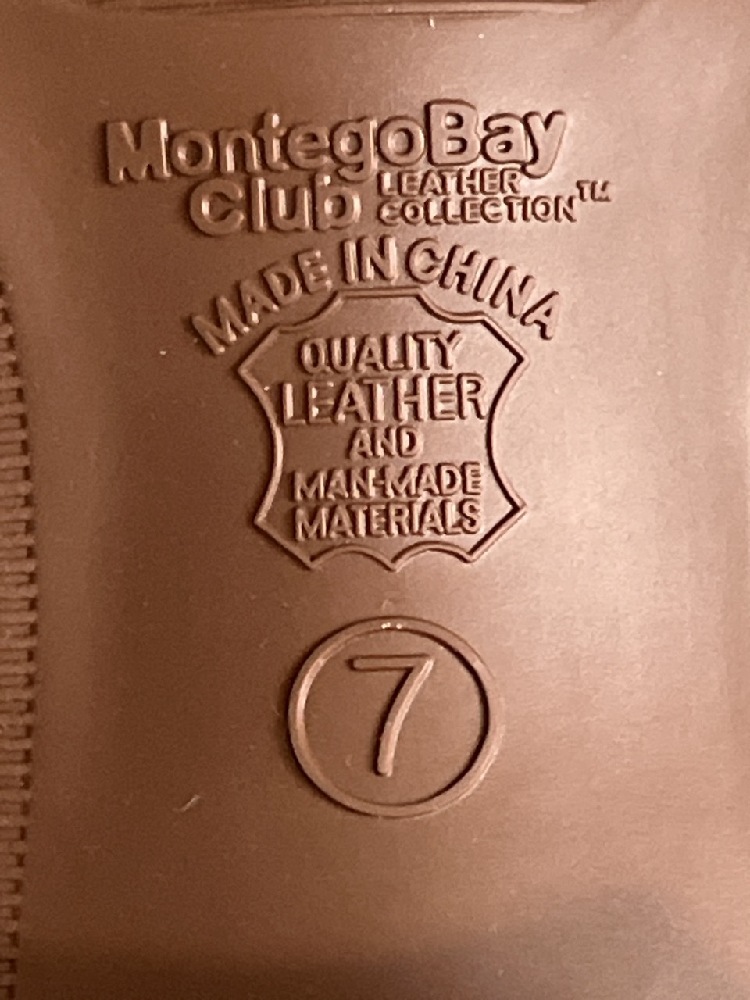 MontegoBay
Club LEATHER
COLLECTION™
MADE IN CHINA
QUALITY
LEATHER
AND
MAN-MADE
MATERIALS
7